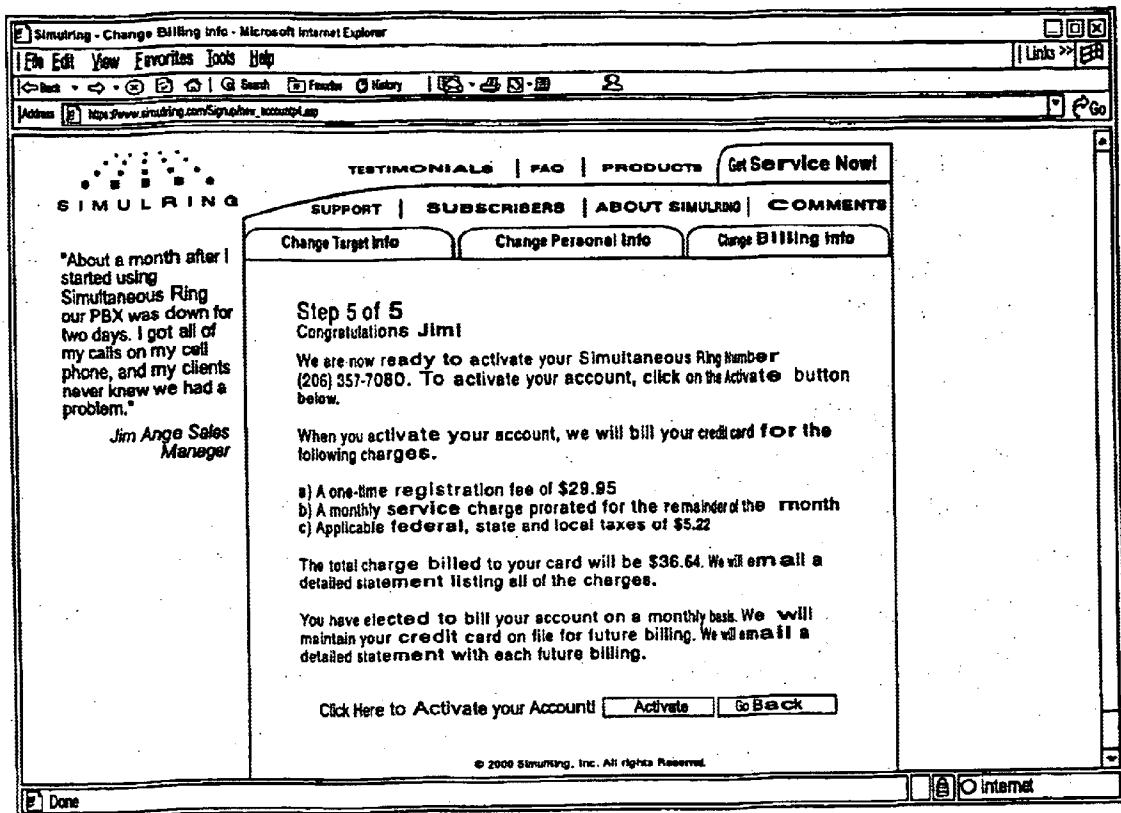 Simulring - Change Billing Info - Microsoft Internet Explorer
File Edit View Favorites Tools Help
Links >>
Back Search Favorites History
Address https://www.simulring.com/Signup/new_accountp4.asp
Go
TESTIMONIALS | FAQ | PRODUCTS
Get Service Now!
SIMULRING
SUPPORT | SUBSCRIBERS | ABOUT SIMULRING | COMMENTS
Change Target Info
Change Personal Info
Change Billing Info
"About a month after I
started using
Simultaneous Ring
our PBX was down for
two days. I got all of
my calls on my cell
phone, and my clients
never knew we had a
problem."
Jim Ange Sales
Manager
Step 5 of 5
Congratulations Jim!
We are now ready to activate your Simultaneous Ring Number
(206) 357-7080. To activate your account, click on the Activate button
below.
When you activate your account, we will bill your credit card for the
following charges.
a) A one-time registration fee of $29.95
b) A monthly service charge prorated for the remainder of the month
c) Applicable federal, state and local taxes of $5.22
The total charge billed to your card will be $36.64. We will email a
detailed statement listing all of the charges.
You have elected to bill your account on a monthly basis. We will
maintain your credit card on file for future billing. We will email a
detailed statement with each future billing.
Click Here to Activate your Account! Activate Go Back
© 2000 SimulRing, Inc. All rights Reserved.
Done
Internet